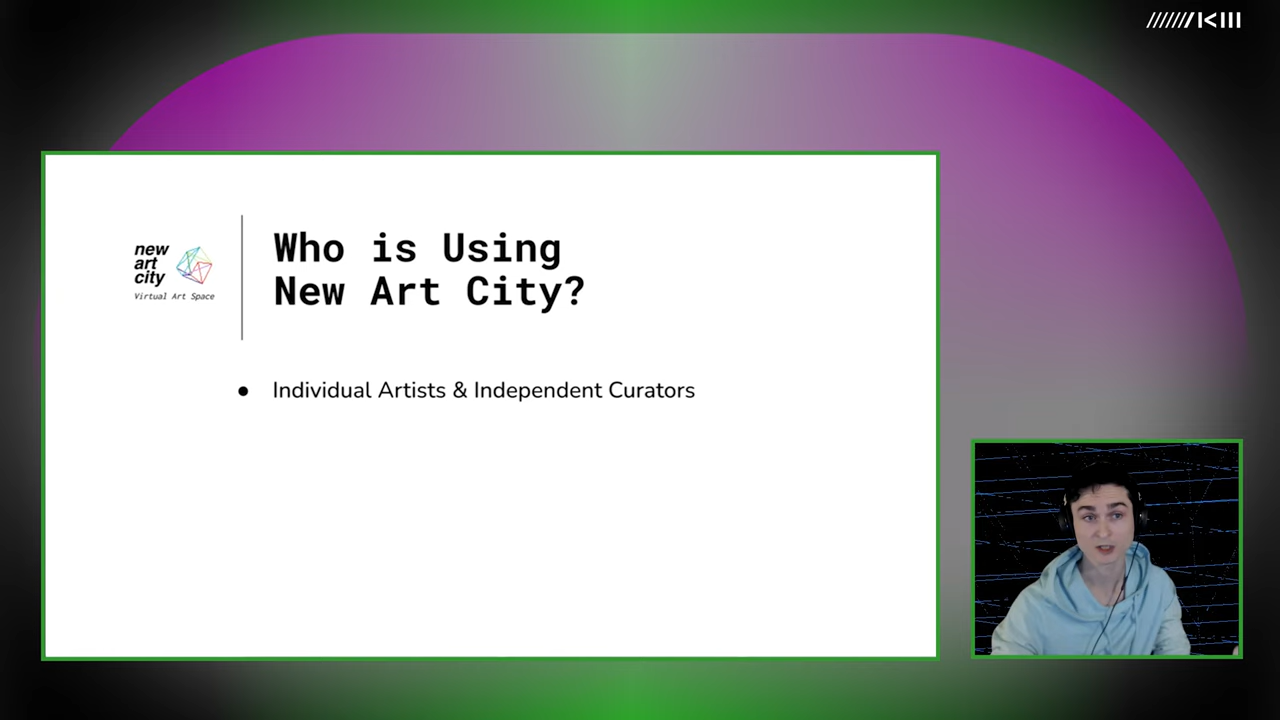 new
art
city
Virtual Art Space
Who is Using
New Art City?
● Individual Artists & Independent Curators